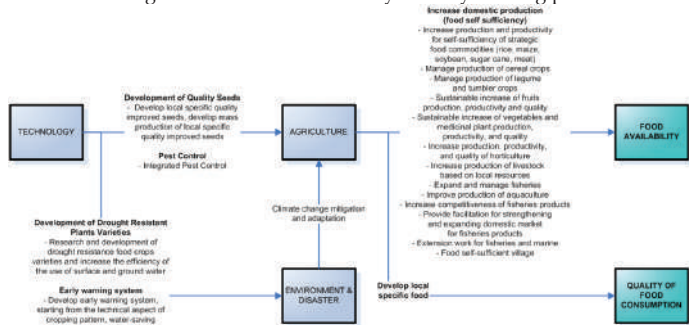 Increase domestic production
(food self sufficiency)
- Increase production and productivity
for self-sufficiency of strategic
food commodities (rice, maize,
soybean, sugar cane, meat)
- Manage production of cereal crops
- Manage production of legume
and tumbler crops
- Sustainable increase of fruits
production, productivity and quality
- Sustainable increase of vegetables and
medicinal plant production,
productivity, and quality
- Increase production, productivity,
and quality of horticulture
- Increase production of livestock
based on local resources
- Expand and manage fisheries
- Improve production of aquaculture
- Increase competitiveness of fisheries products
- Provide facilitation for strengthening
and expanding domestic market
for fisheries products
- Extension work for fisheries and marine
- Food self-sufficient village
Development of Quality Seeds
- Develop local specific quality
improved seeds, develop mass
production of local specific
quality improved seeds
Pest Control
- Integrated Pest Control
TECHNOLOGY
AGRICULTURE
FOOD
AVAILABILITY
Climate change mitigation
and adaptation
Development of Drought Resistant
Plants Varieties
- Research and development of
drought resistance food crops
varieties and increase the efficiency of
the use of surface and ground water
Early warning system
- Develop early warning system,
starting from the technical aspect of
cropping pattern, water-saving
ENVIRONMENT &
DISASTER
Develop local
specific food
QUALITY OF
FOOD
CONSUMPTION